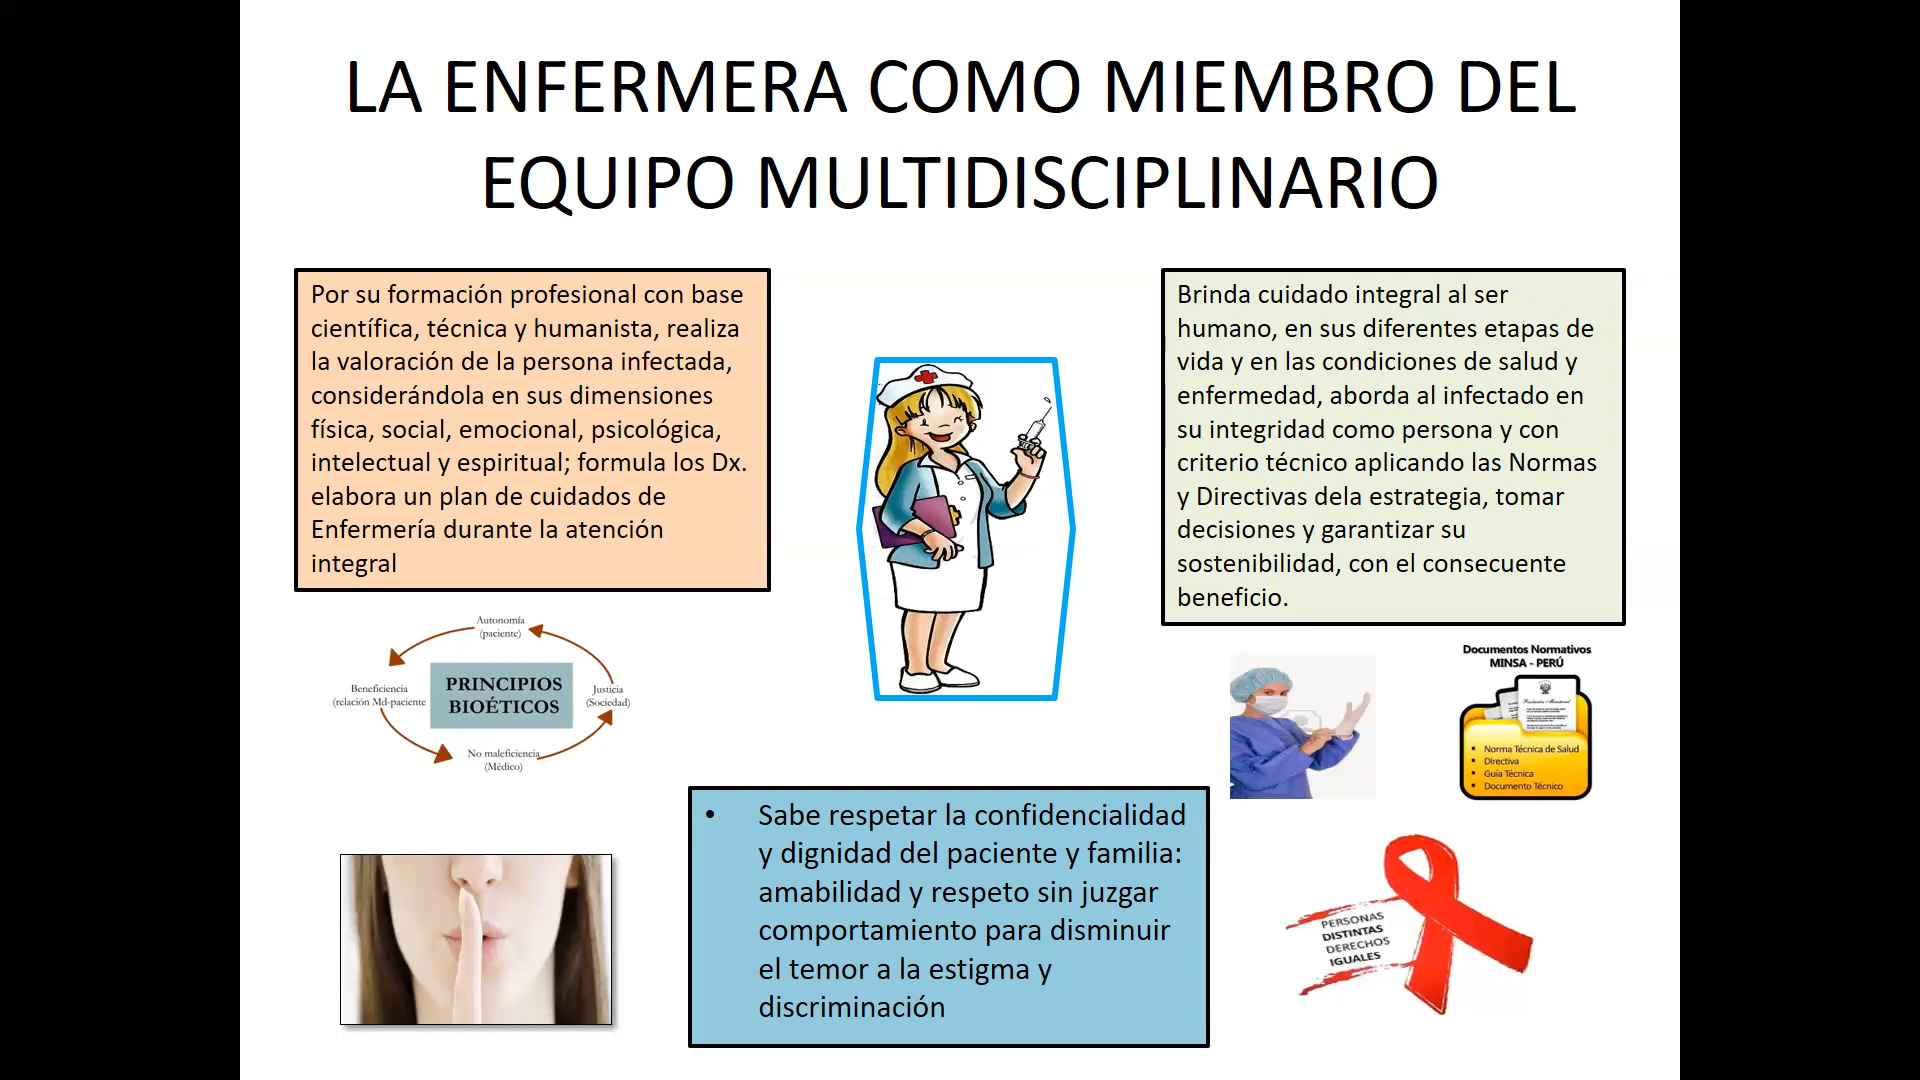 LA ENFERMERA COMO MIEMBRO DEL
EQUIPO MULTIDISCIPLINARIO
Por su formación profesional con base
científica, técnica y humanista, realiza
la valoración de la persona infectada,
considerándola en sus dimensiones
física, social, emocional, psicológica,
intelectual y espiritual; formula los Dx.
elabora un plan de cuidados de
Enfermería durante la atención
integral
Brinda cuidado integral al ser
humano, en sus diferentes etapas de
vida y en las condiciones de salud y
enfermedad, aborda al infectado en
su integridad como persona y con
criterio técnico aplicando las Normas
y Directivas dela estrategia, tomar
decisiones y garantizar su
sostenibilidad, con el consecuente
beneficio.
Autonomía
(paciente)
Beneficiencia
(relación Md-paciente
PRINCIPIOS
BIOÉTICOS
Justicia
(Sociedad)
No maleficiencia
(Médico)
Documentos Normativos
MINSA - PERÚ
Resolución Ministerial
▪ Norma Técnica de Salud
▪ Directiva
▪ Guía Técnica
▪ Documento Técnico
• Sabe respetar la confidencialidad
y dignidad del paciente y familia:
amabilidad y respeto sin juzgar
comportamiento para disminuir
el temor a la estigma y
discriminación
PERSONAS
DISTINTAS
DERECHOS
IGUALES